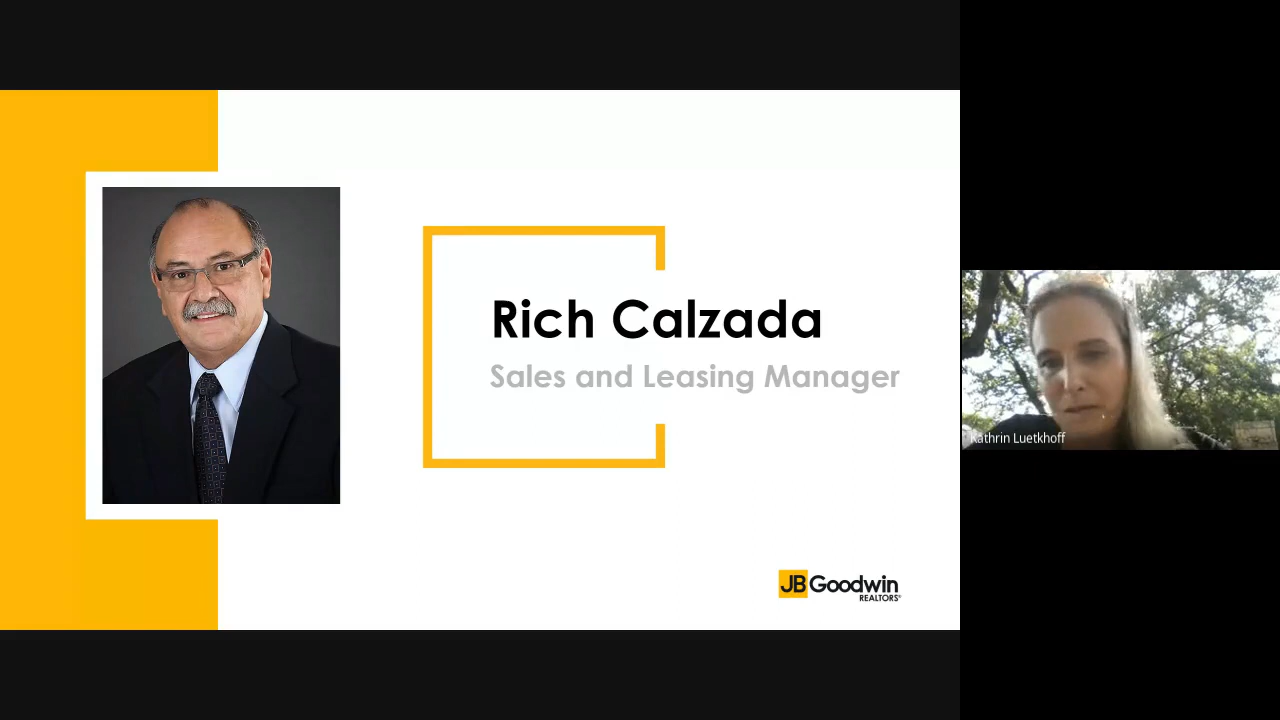 Rich Calzada
Sales and Leasing Manager
JB Goodwin
REALTORS®
Kathrin Luetkhoff